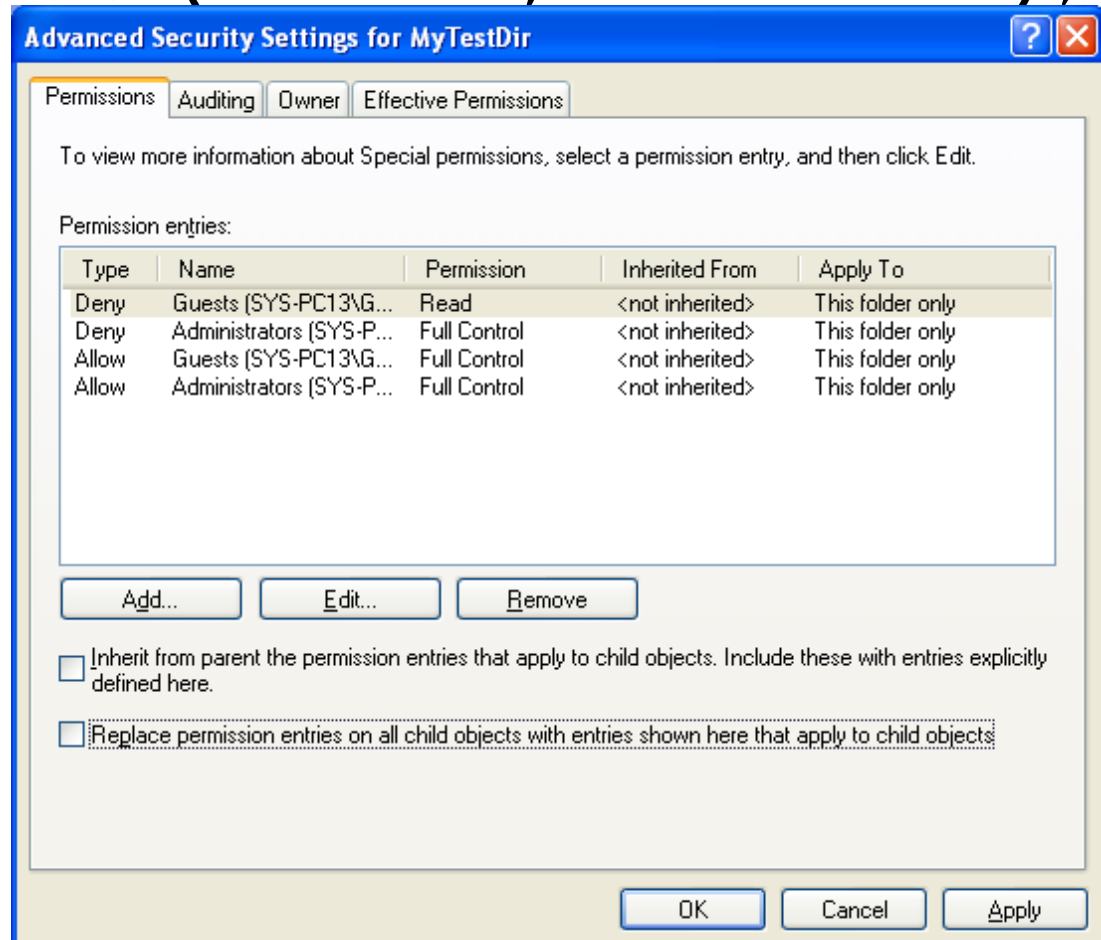 Advanced Security Settings for MyTestDir
Permissions Auditing Owner Effective Permissions
To view more information about Special permissions, select a permission entry, and then click Edit.
Permission entries:
Type Name Permission Inherited From Apply To
Deny Guests (SYS-PC13\G... Read <not inherited> This folder only
Deny Administrators (SYS-P... Full Control <not inherited> This folder only
Allow Guests (SYS-PC13\G... Full Control <not inherited> This folder only
Allow Administrators (SYS-P... Full Control <not inherited> This folder only
Add... Edit... Remove
Inherit from parent the permission entries that apply to child objects. Include these with entries explicitly
defined here.
Replace permission entries on all child objects with entries shown here that apply to child objects
OK Cancel Apply